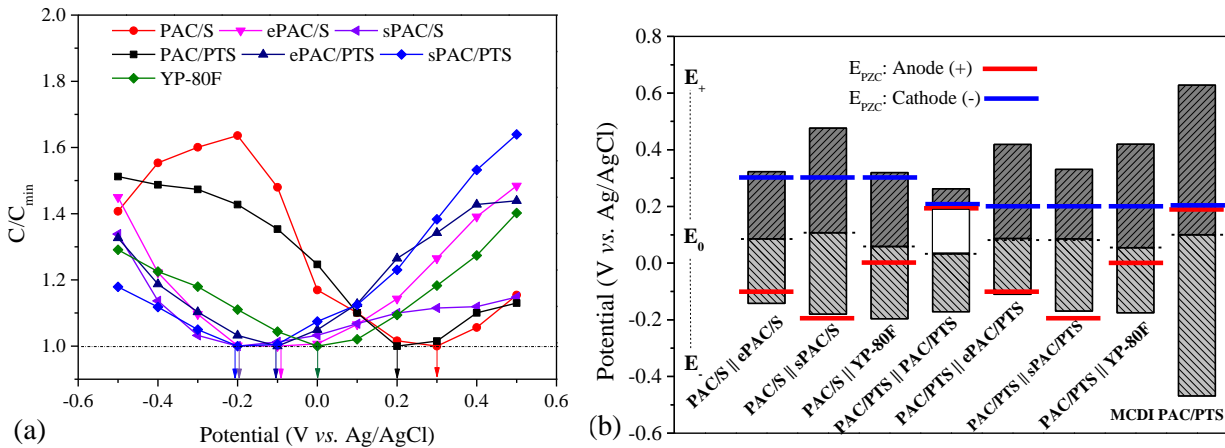 2.0
1.8
1.6
1.4
1.2
1.0
C/Cmin
PAC/S
ePAC/S
sPAC/S
PAC/PTS
ePAC/PTS
sPAC/PTS
YP-80F
-0.6
-0.4
-0.2
0.0
0.2
0.4
0.6
Potential (V vs. Ag/AgCl)
(a)
0.8
0.6
0.4
0.2
0.0
-0.2
-0.4
-0.6
Potential (V vs. Ag/AgCl)
E+
E0
E-
EPZC: Anode (+)
EPZC: Cathode (-)
PAC/S || ePAC/S
PAC/S || sPAC/S
PAC/S || YP-80F
PAC/PTS || PAC/PTS
PAC/PTS || ePAC/PTS
PAC/PTS || sPAC/PTS
PAC/PTS || YP-80F
MCDI PAC/PTS
(b)